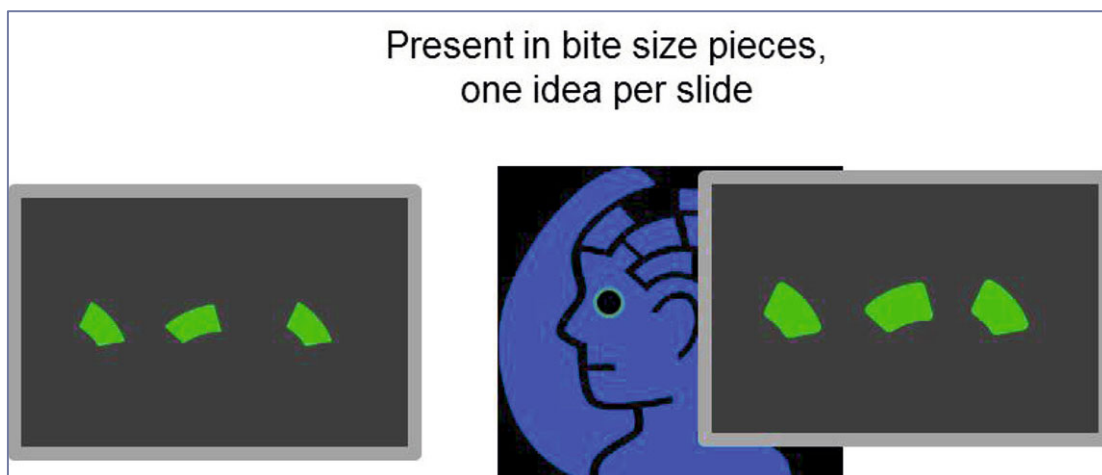 Present in bite size pieces,
one idea per slide